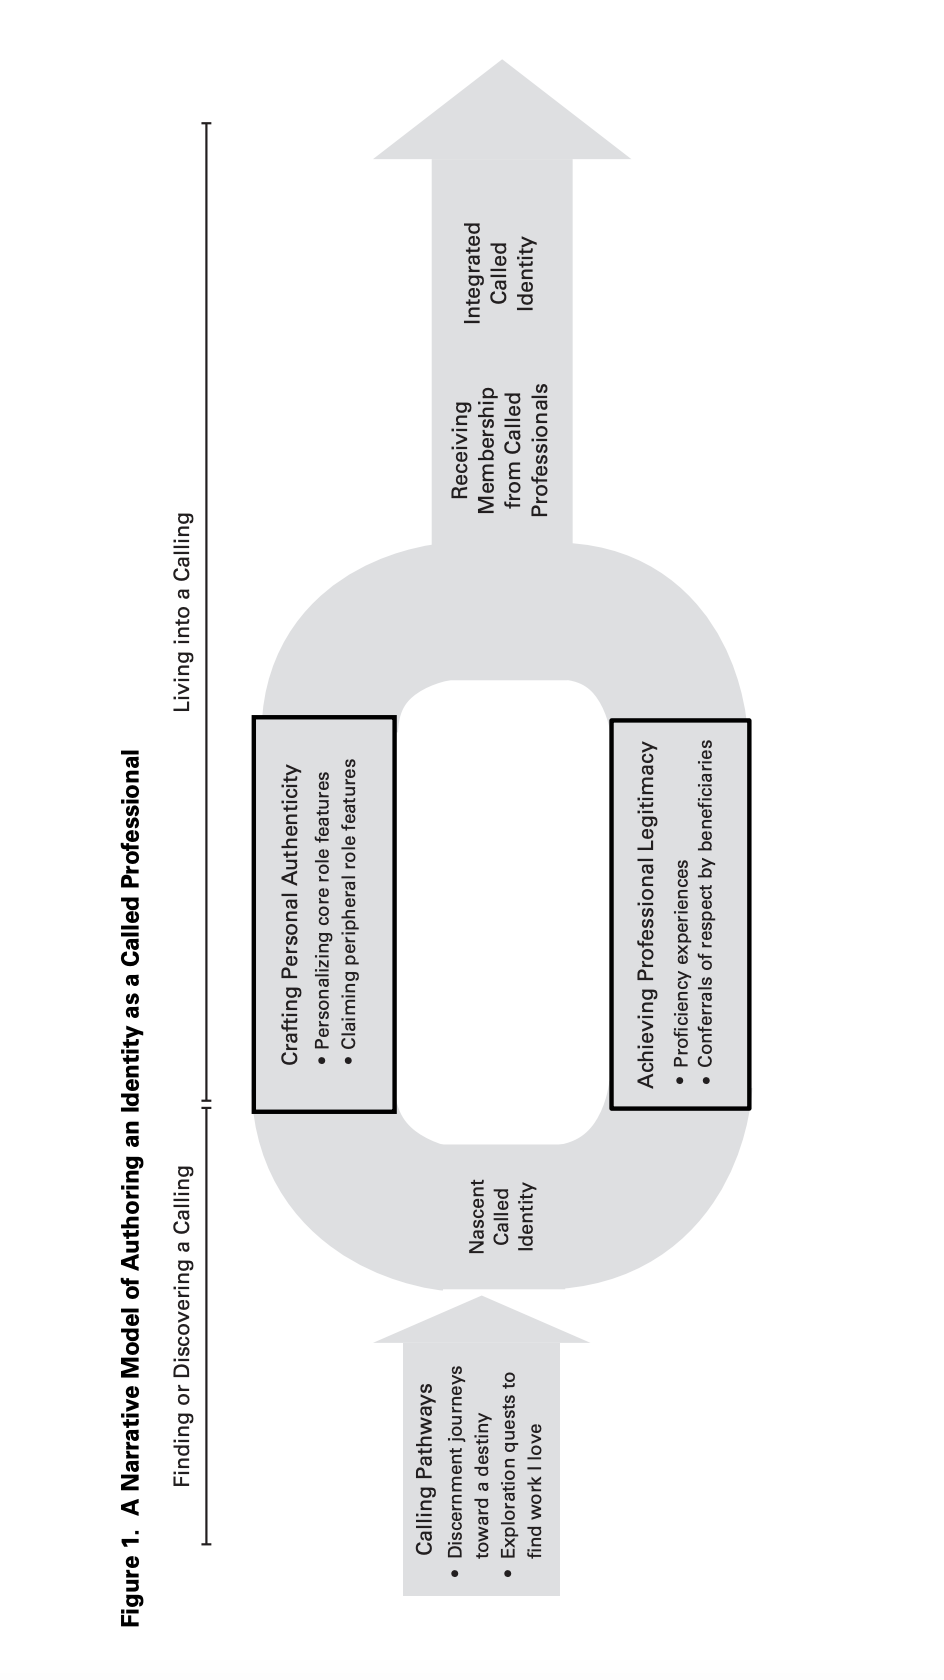 Figure 1. A Narrative Model of Authoring an Identity as a Called Professional
Finding or Discovering a Calling
Living into a Calling
Calling Pathways
• Discernment journeys
toward a destiny
• Exploration quests to
find work I love
Nascent
Called
Identity
Crafting Personal Authenticity
• Personalizing core role features
• Claiming peripheral role features
Achieving Professional Legitimacy
• Proficiency experiences
• Conferrals of respect by beneficiaries
Receiving
Membership
from Called
Professionals
Integrated
Called
Identity